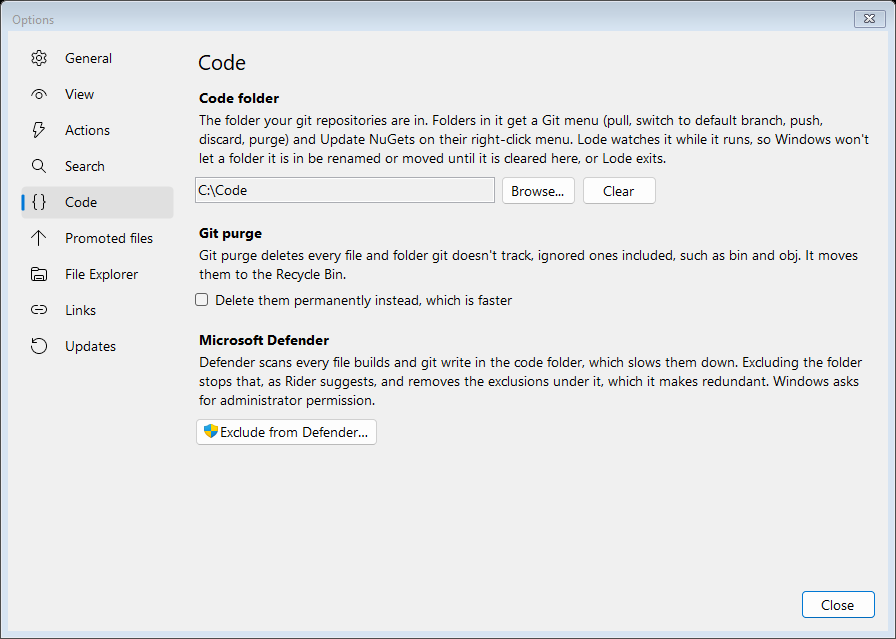 Options
General
View
Actions
Search
Code
Promoted files
File Explorer
Links
Updates
Code
Code folder
The folder your git repositories are in. Folders in it get a Git menu (pull, switch to default branch, push,
discard, purge) and Update NuGets on their right-click menu. Lode watches it while it runs, so Windows won't
let a folder it is in be renamed or moved until it is cleared here, or Lode exits.
C:\Code
Browse...
Clear
Git purge
Git purge deletes every file and folder git doesn't track, ignored ones included, such as bin and obj. It moves
them to the Recycle Bin.
Delete them permanently instead, which is faster
Microsoft Defender
Defender scans every file builds and git write in the code folder, which slows them down. Excluding the folder
stops that, as Rider suggests, and removes the exclusions under it, which it makes redundant. Windows asks
for administrator permission.
Exclude from Defender...
Close